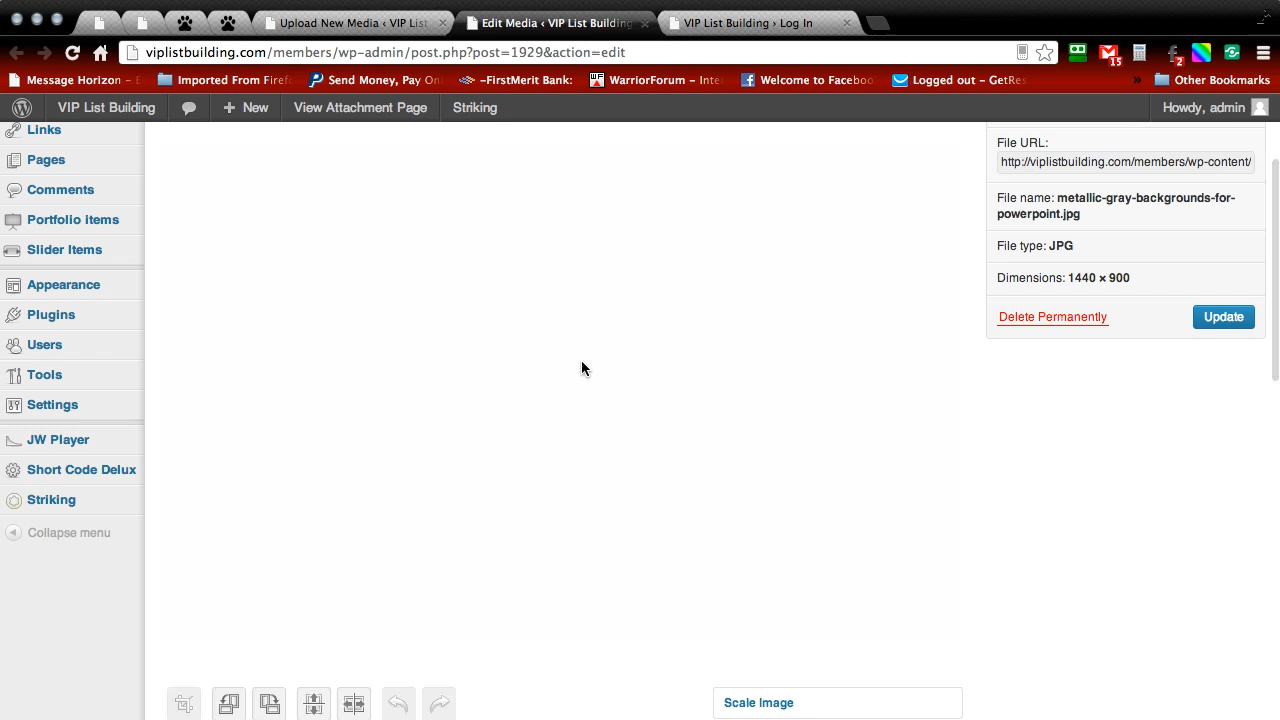 Upload New Media ‹ VIP List
Edit Media ‹ VIP List Building
VIP List Building › Log In
viplistbuilding.com/members/wp-admin/post.php?post=1929&action=edit
Message Horizon –
Imported From Firef
Send Money, Pay On
–FirstMerit Bank:
WarriorForum – Inte
Welcome to Faceboo
Logged out – GetRes
»
Other Bookmarks
15
2
VIP List Building
+ New
View Attachment Page
Striking
Howdy, admin
Links
Pages
Comments
Portfolio items
Slider Items
Appearance
Plugins
Users
Tools
Settings
JW Player
Short Code Delux
Striking
Collapse menu
File URL:
http://viplistbuilding.com/members/wp-content/
File name: metallic-gray-backgrounds-for-
powerpoint.jpg
File type: JPG
Dimensions: 1440 × 900
Delete Permanently
Update
Scale Image